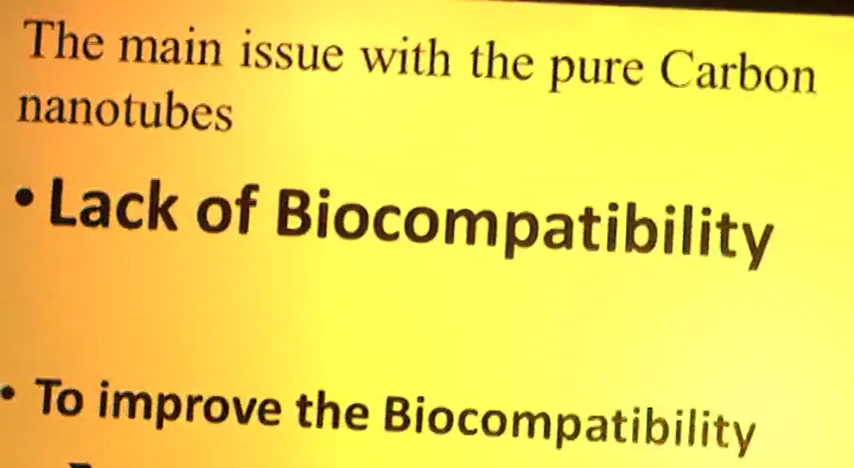 The main issue with the pure Carbon
nanotubes
• Lack of Biocompatibility
• To improve the Biocompatibility